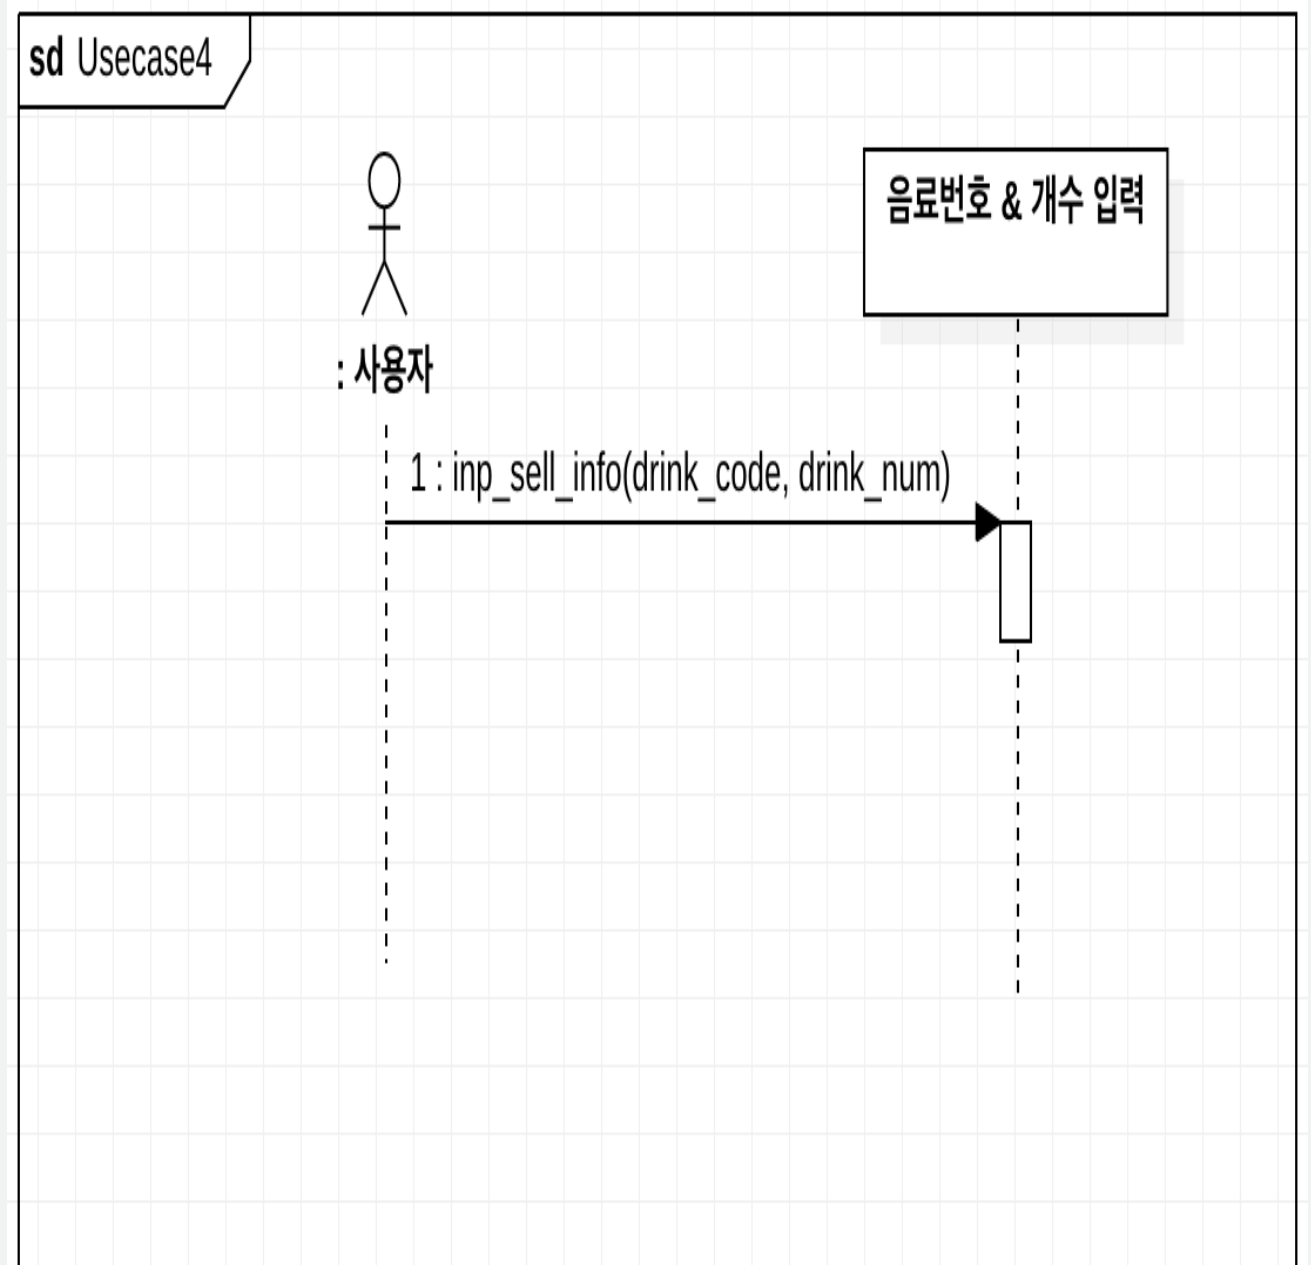 sd Usecase4
음료번호 & 개수 입력
: 사용자
1 : inp_sell_info(drink_code, drink_num)